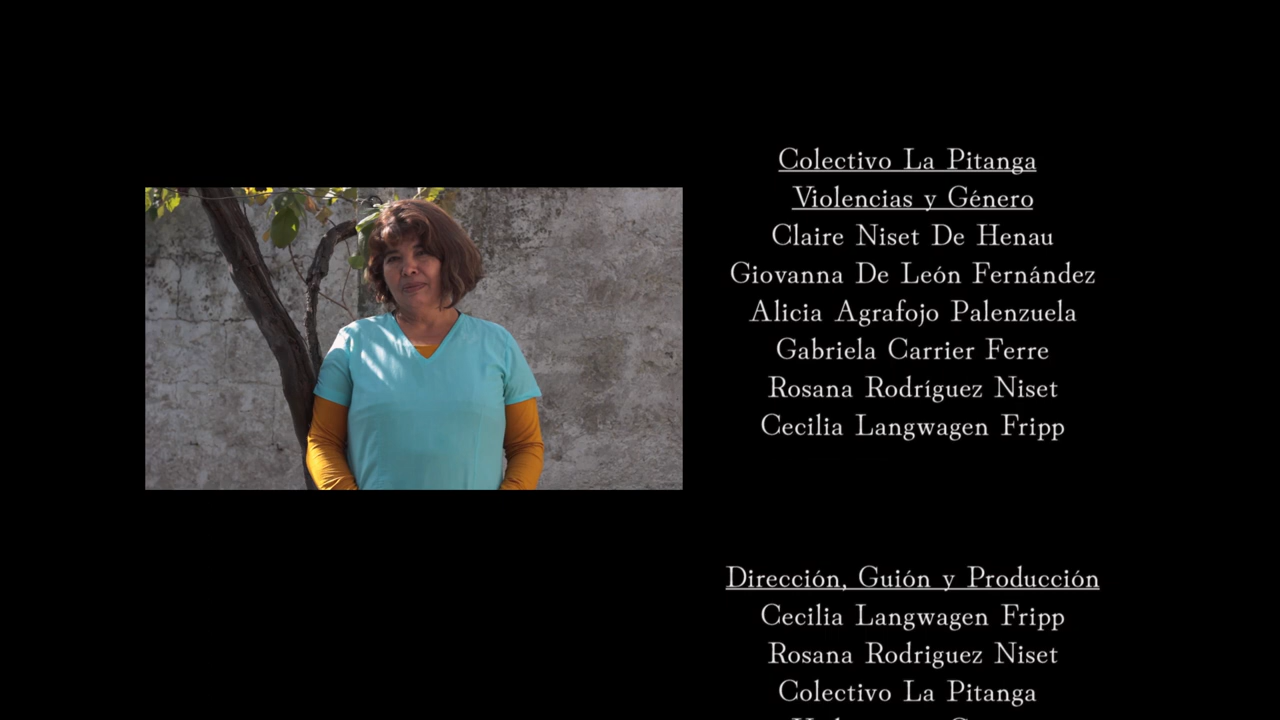 Colectivo La Pitanga
Violencias y Género
Claire Niset De Henau
Giovanna De León Fernández
Alicia Agrafojo Palenzuela
Gabriela Carrier Ferre
Rosana Rodríguez Niset
Cecilia Langwagen Fripp
Dirección, Guión y Producción
Cecilia Langwagen Fripp
Rosana Rodriguez Niset
Colectivo La Pitanga